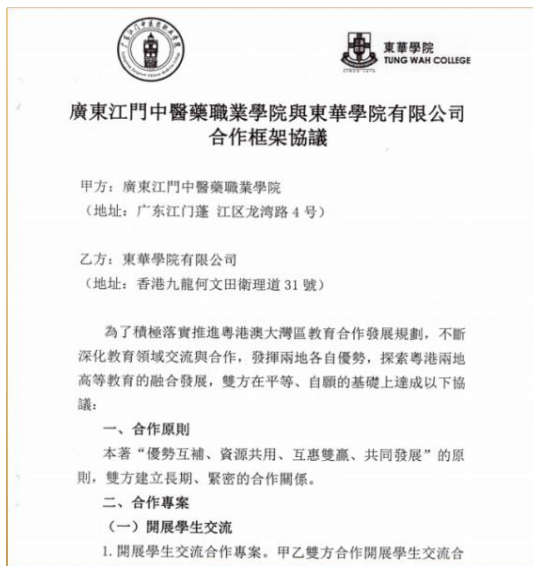 東華學院
TUNG WAH COLLEGE
廣東江門中醫藥職業學院與東華學院有限公司
合作框架協議
甲方：廣東江門中醫藥職業學院
（地址：广东江门蓬 江区龙湾路 4 号）
乙方：東華學院有限公司
（地址：香港九龍何文田衛理道 31 號）
為了積極落實推進粵港澳大灣區教育合作發展規劃，不斷
深化教育領域交流與合作，發揮兩地各自優勢，探索粵港兩地
高等教育的融合發展，雙方在平等、自願的基礎上達成以下協
議：
一、合作原則
本著“優勢互補、資源共用、互惠雙贏、共同發展”的原
則，雙方建立長期、緊密的合作關係。
二、合作專案
（一）開展學生交流
1.開展學生交流合作專案。甲乙雙方合作開展學生交流合